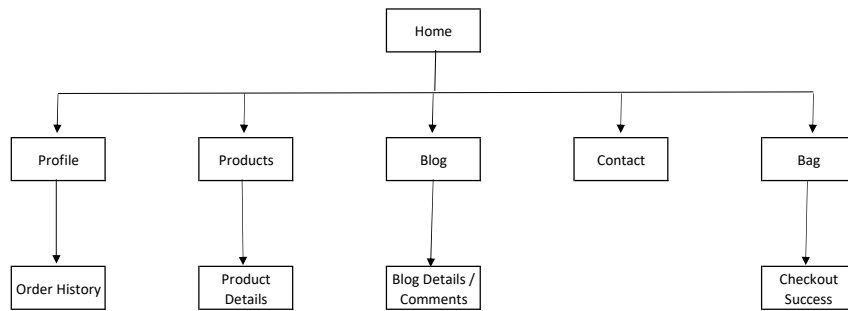 Home
Profile
Products
Blog
Contact
Bag
Order History
Product
Details
Blog Details /
Comments
Checkout
Success